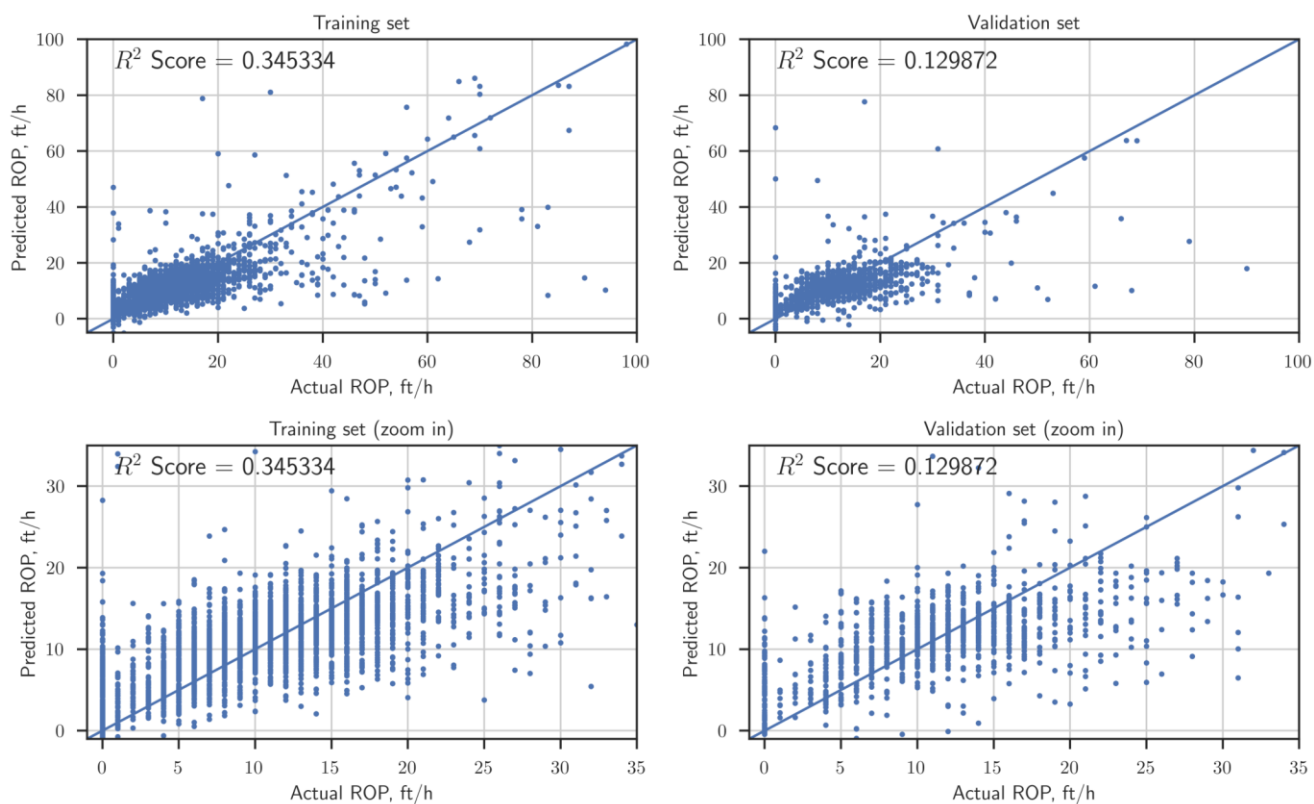 Training set
R² Score = 0.345334
100
80
60
40
20
0
Predicted ROP, ft/h
0 20 40 60 80 100
Actual ROP, ft/h
Validation set
R² Score = 0.129872
100
80
60
40
20
0
Predicted ROP, ft/h
0 20 40 60 80 100
Actual ROP, ft/h
Training set (zoom in)
R² Score = 0.345334
30
20
10
0
Predicted ROP, ft/h
0 5 10 15 20 25 30 35
Actual ROP, ft/h
Validation set (zoom in)
R² Score = 0.129872
30
20
10
0
Predicted ROP, ft/h
0 5 10 15 20 25 30 35
Actual ROP, ft/h